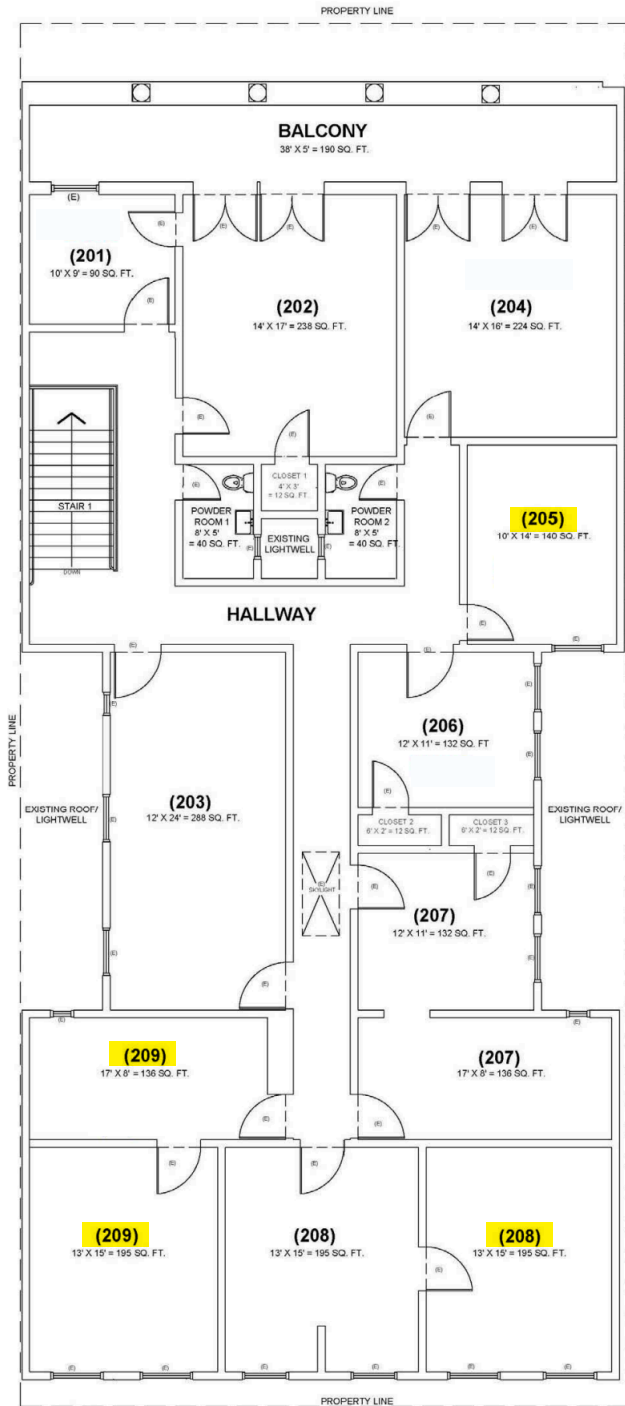 PROPERTY LINE
BALCONY
38' X 5' = 190 SQ. FT.
(E)
(E)
(E)
(E)
(E)
(E)
(201)
10' X 9' = 90 SQ. FT.
(E)
(202)
14' X 17' = 238 SQ. FT.
(204)
14' X 16' = 224 SQ. FT.
(E)
(E)
(E)
STAIR 1
DOWN
(E)
CLOSET 1
4' X 3'
= 12 SQ. FT.
(E)
POWDER
ROOM 1
8' X 5'
= 40 SQ. FT.
(E)
EXISTING
LIGHTWELL
(E)
POWDER
ROOM 2
8' X 5'
= 40 SQ. FT.
(205)
10' X 14' = 140 SQ. FT.
HALLWAY
(E)
(E)
(E)
(E)
PROPERTY LINE
EXISTING ROOF/
LIGHTWELL
(E)
(E)
(E)
(203)
12' X 24' = 288 SQ. FT.
(E)
(206)
12' X 11' = 132 SQ. FT
(E)
(E)
(E)
CLOSET 2
6' X 2' = 12 SQ. FT.
CLOSET 3
6' X 2' = 12 SQ. FT.
EXISTING ROOF/
LIGHTWELL
(E)
SKYLIGHT
(E)
(E)
(E)
(E)
(207)
12' X 11' = 132 SQ. FT.
(E)
(E)
(209)
17' X 8' = 136 SQ. FT.
(E)
(207)
17' X 8' = 136 SQ. FT.
(E)
(E)
(E)
(209)
13' X 15' = 195 SQ. FT.
(208)
13' X 15' = 195 SQ. FT.
(208)
13' X 15' = 195 SQ. FT.
(E)
(E)
(E)
(E)
(E)
(E)
(E)
PROPERTY LINE